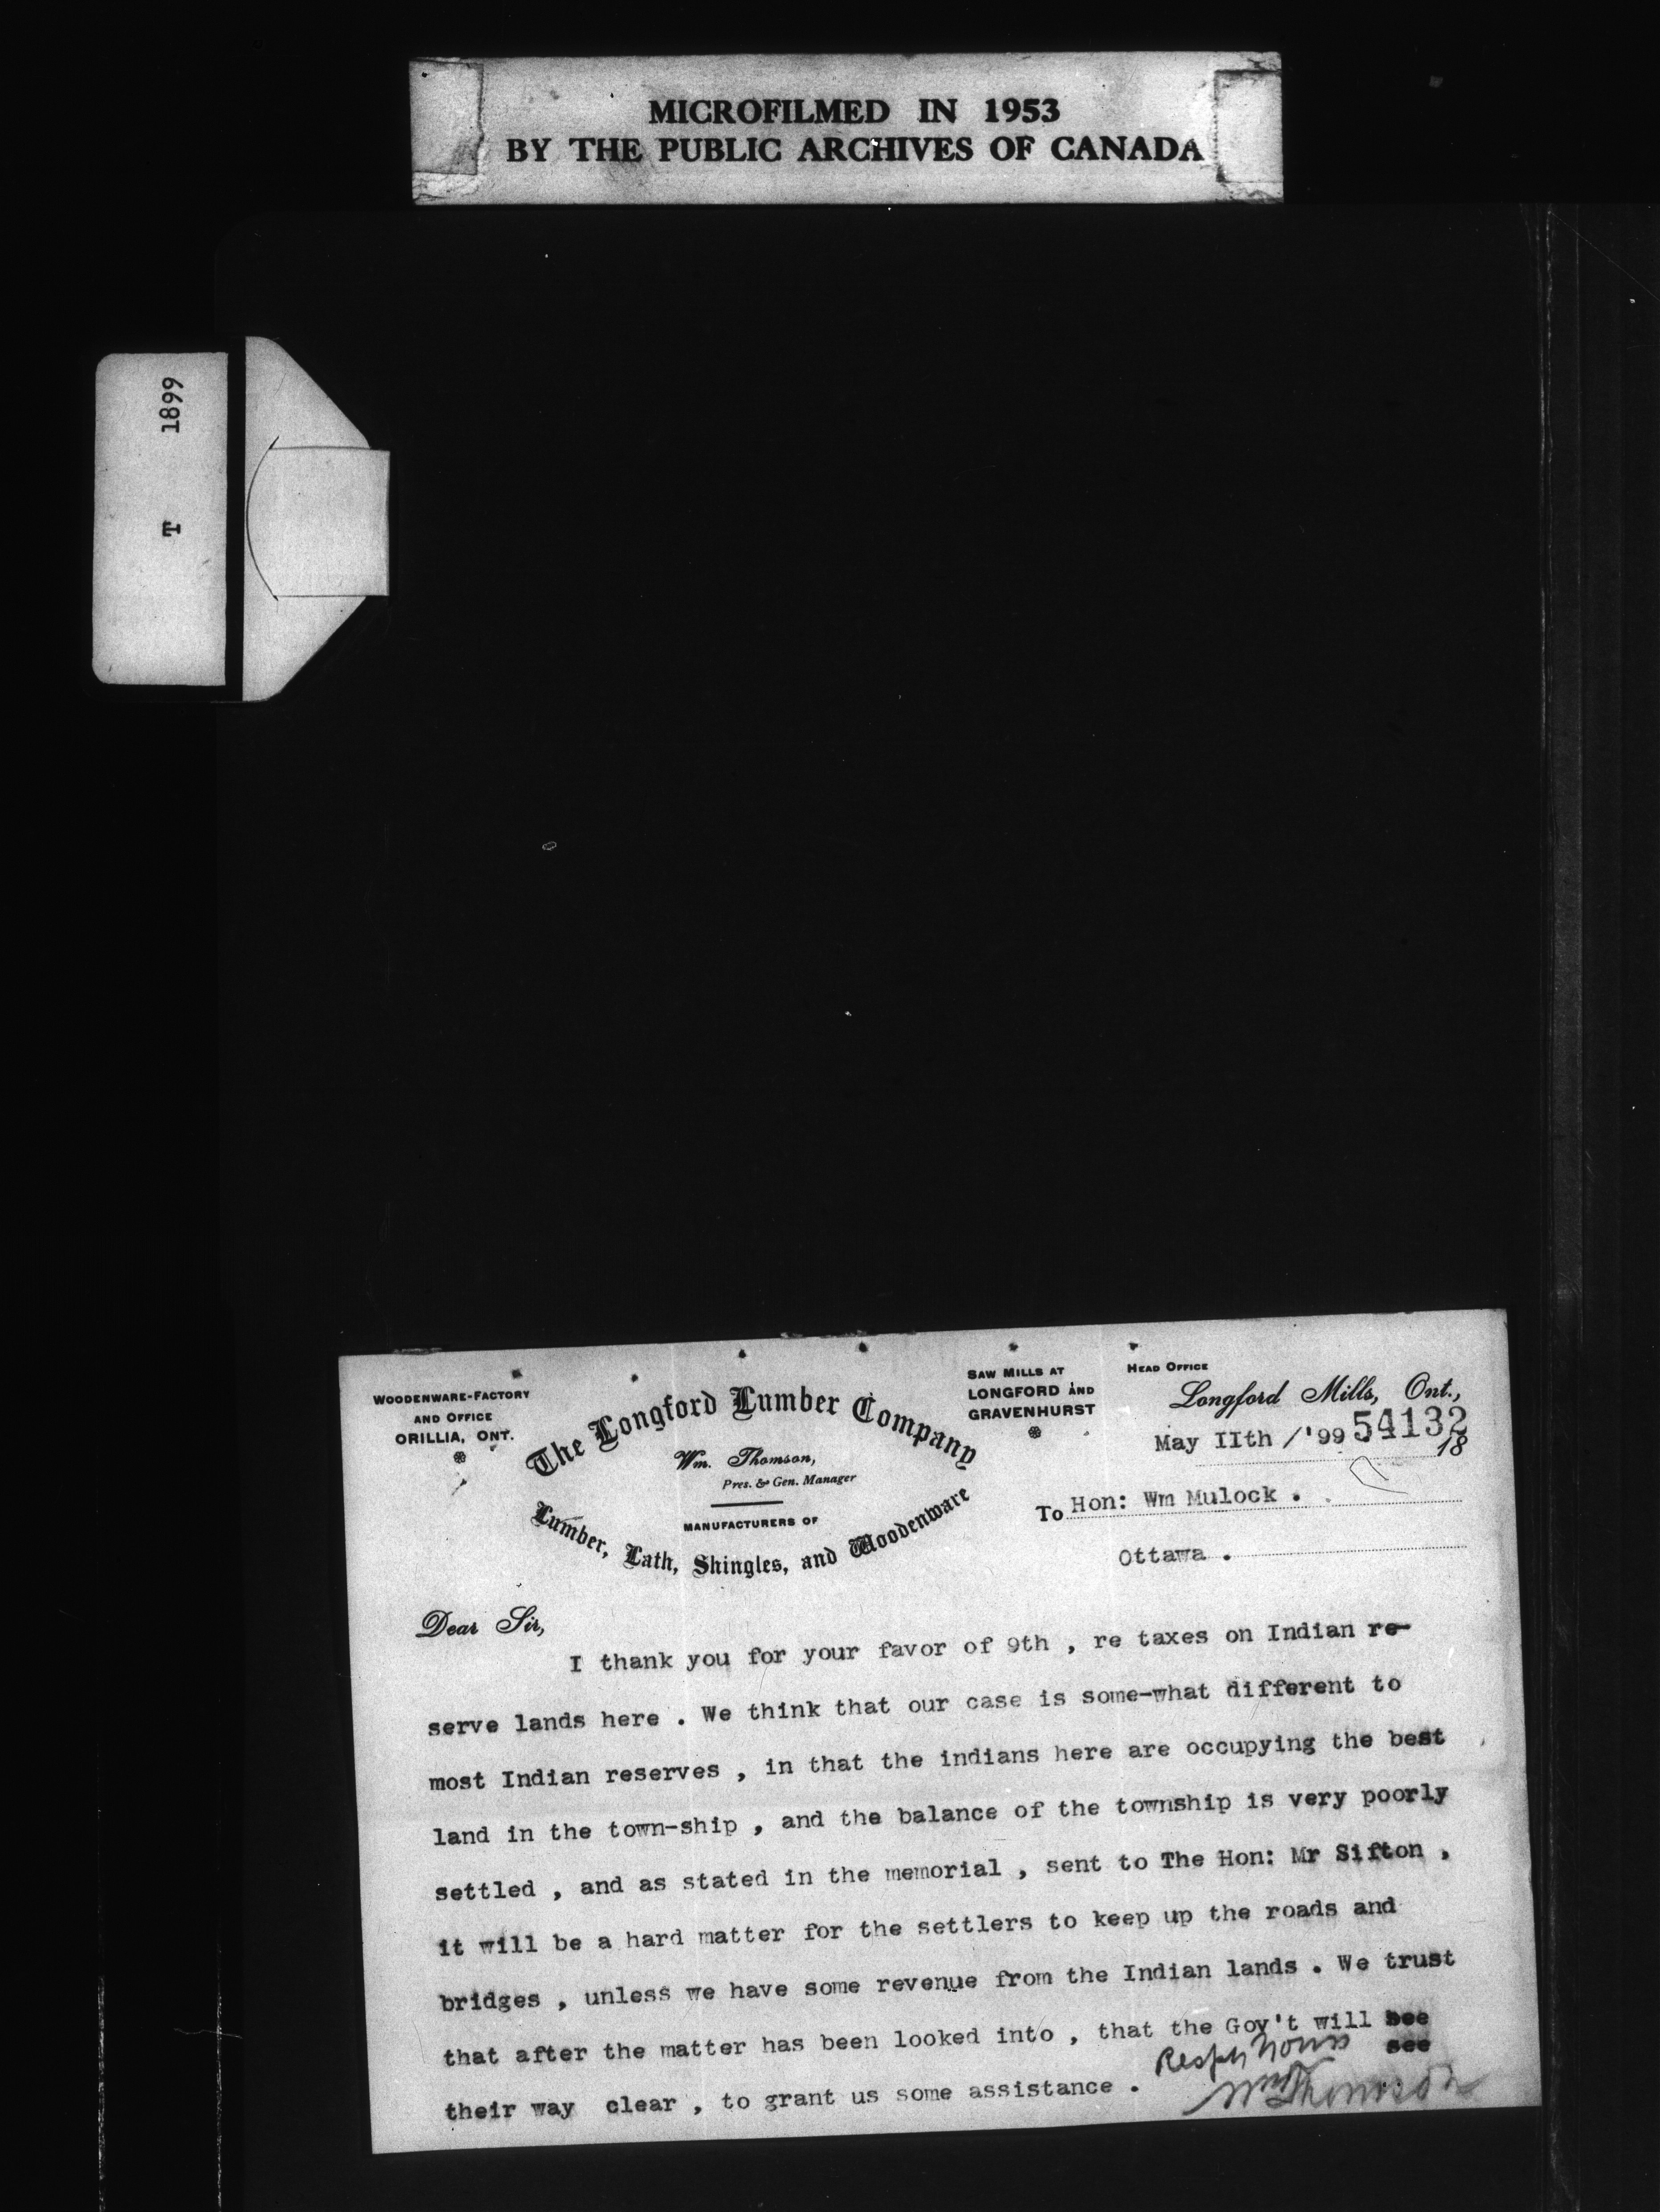 MICROFILMED IN 1953
BY THE PUBLIC ARCHIVES OF CANADA
T 1899
WOODENWARE-FACTORY
AND OFFICE
ORILLIA, ONT.
The Longford Lumber Company
Wm. Thomson,
Pres. & Gen. Manager
MANUFACTURERS OF
Lumber, Lath, Shingles, and Woodenware
SAW MILLS AT
LONGFORD AND
GRAVENHURST
HEAD OFFICE
Longford Mills, Ont.,
May IIth /'99 54132
18
To Hon: Wm Mulock .
Ottawa .
Dear Sir,
I thank you for your favor of 9th , re taxes on Indian re-
serve lands here . We think that our case is some-what different to
most Indian reserves , in that the indians here are occupying the best
land in the town-ship , and the balance of the township is very poorly
settled , and as stated in the memorial , sent to The Hon: Mr Sifton ,
it will be a hard matter for the settlers to keep up the roads and
bridges , unless we have some revenue from the Indian lands . We trust
that after the matter has been looked into , that the Gov't will see
see
their way clear , to grant us some assistance .
Respy Yours
Wm Thomson